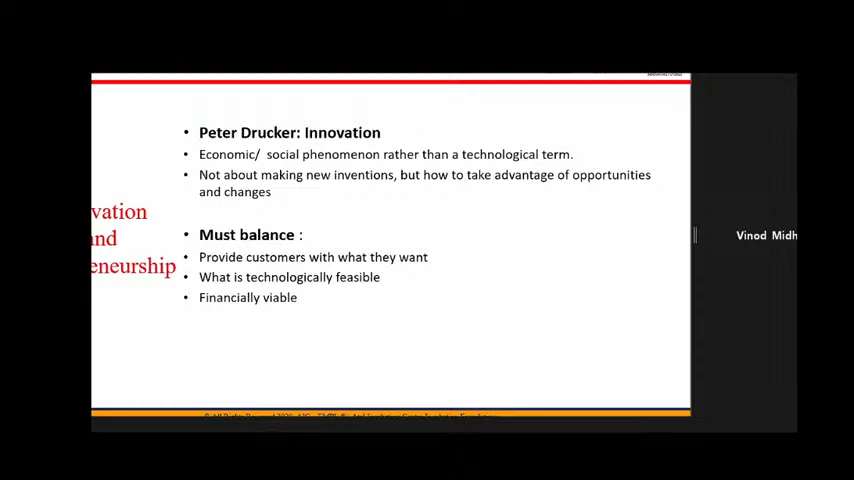 vation
and
eneurship
• Peter Drucker: Innovation
• Economic/ social phenomenon rather than a technological term.
• Not about making new inventions, but how to take advantage of opportunities
and changes
• Must balance :
• Provide customers with what they want
• What is technologically feasible
• Financially viable
Vinod Midh